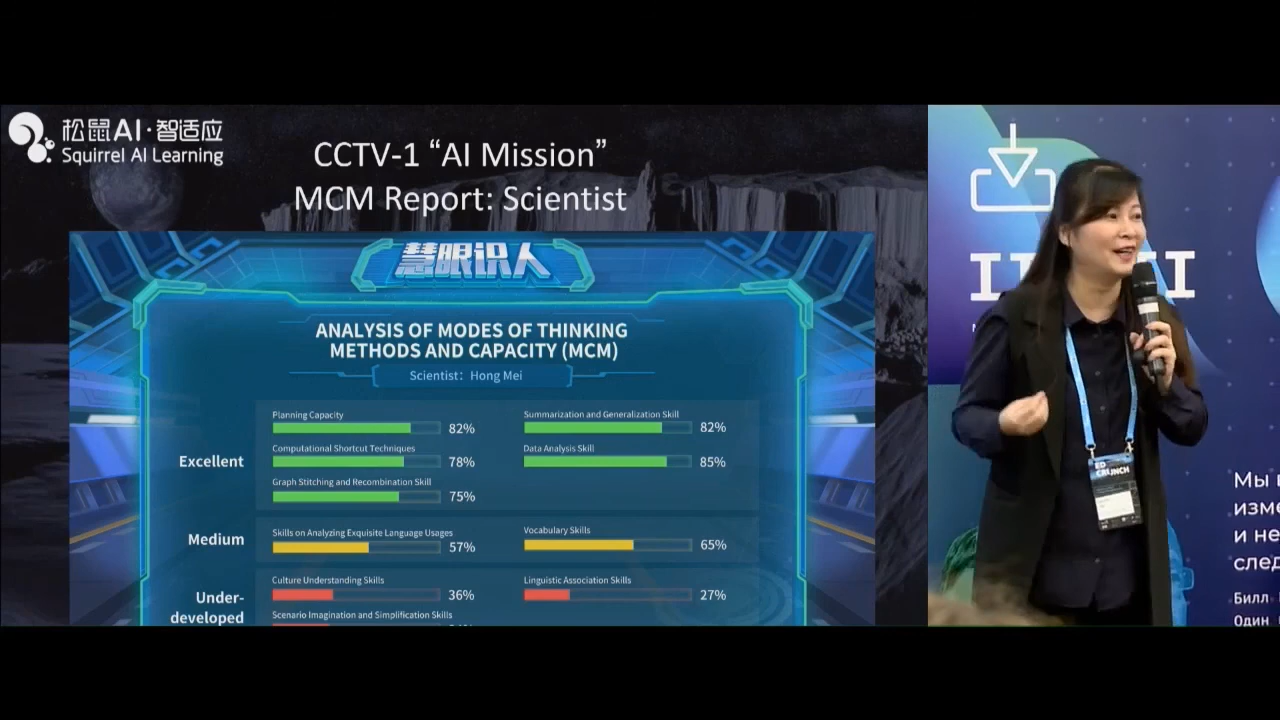 松鼠AI·智适应
Squirrel AI Learning
CCTV-1 “AI Mission”
MCM Report: Scientist
慧眼识人
ANALYSIS OF MODES OF THINKING
METHODS AND CAPACITY (MCM)
Scientist: Hong Mei
Excellent
Planning Capacity
82%
Summarization and Generalization Skill
82%
Computational Shortcut Techniques
78%
Data Analysis Skill
85%
Graph Stitching and Recombination Skill
75%
Medium
Skills on Analyzing Exquisite Language Usages
57%
Vocabulary Skills
65%
Under-
developed
Culture Understanding Skills
36%
Linguistic Association Skills
27%
Scenario Imagination and Simplification Skills
ED
CRUNCH
Мы
и не
Билл
Один